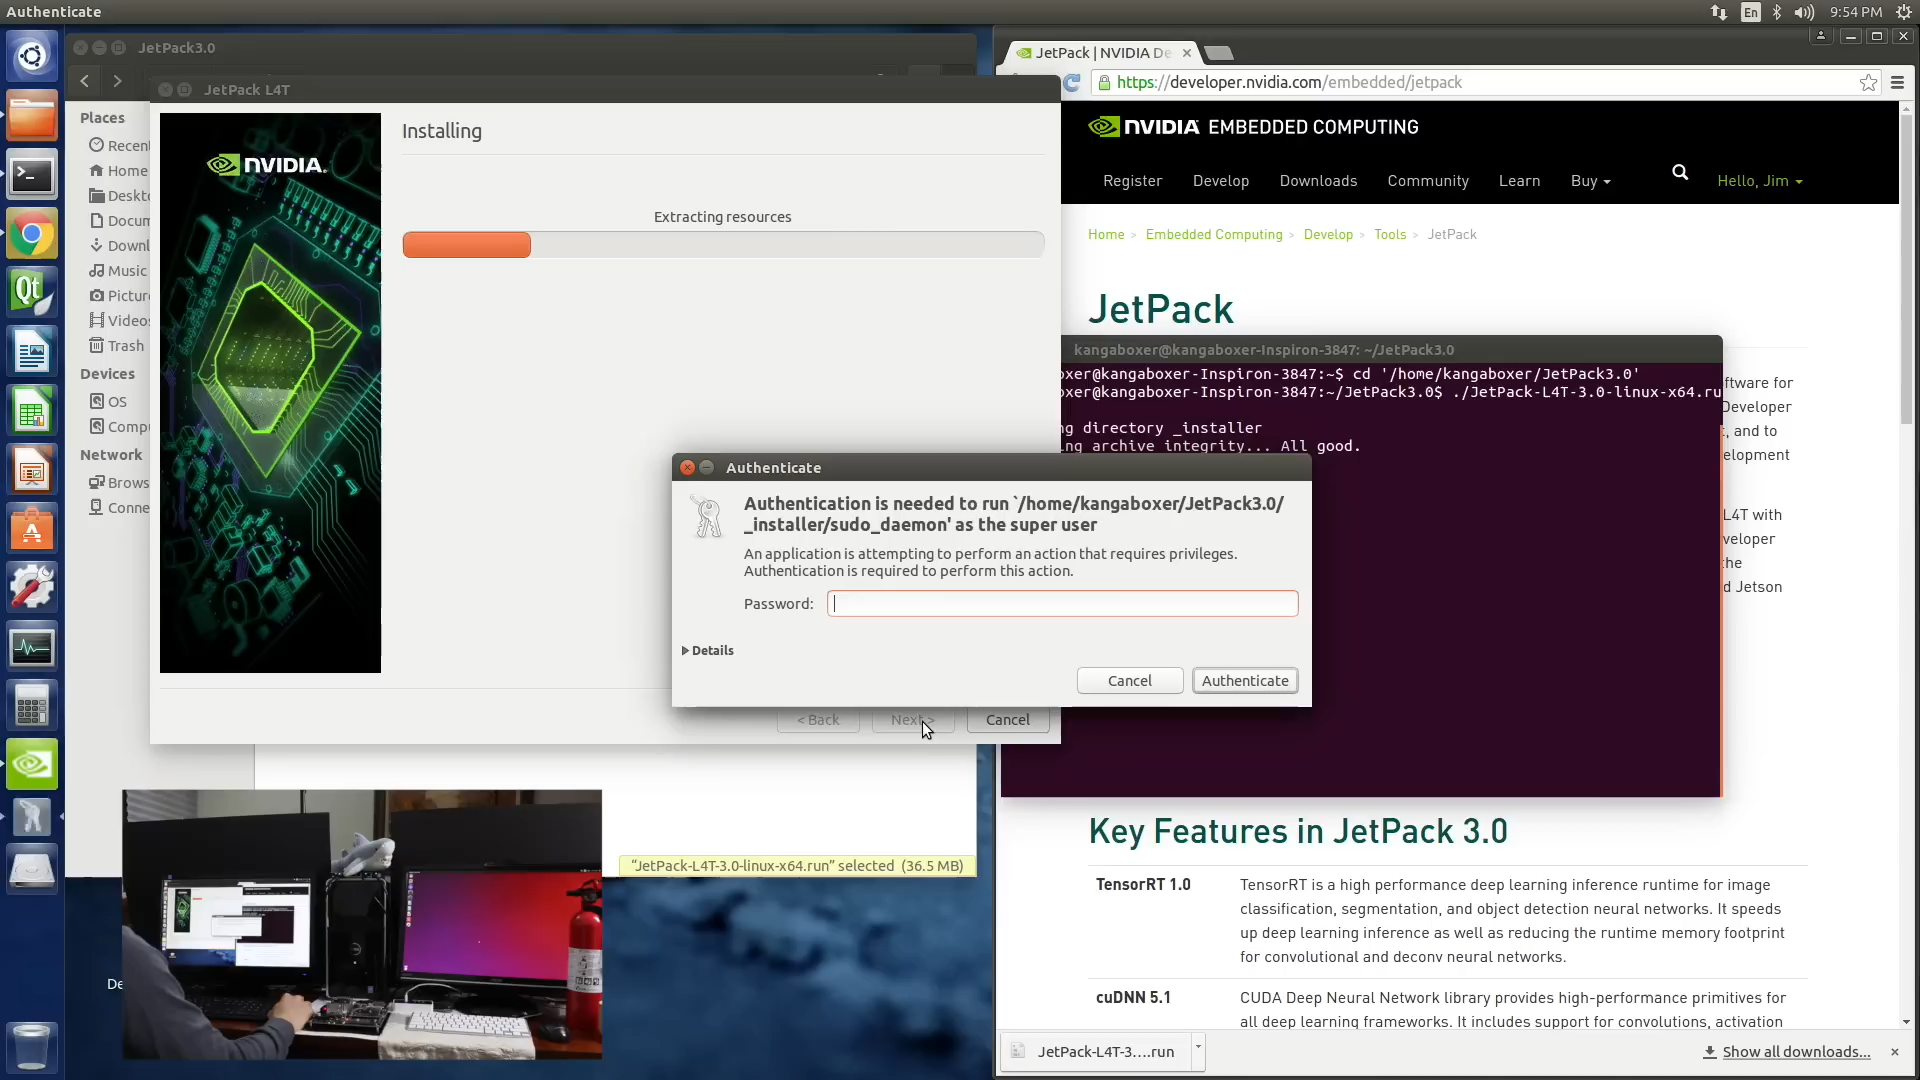 Authenticate
En
9:54 PM
JetPack3.0
JetPack L4T
Places
Recen
Home
Deskto
Docum
Downl
Music
Picture
Videos
Trash
Devices
OS
Compu
Network
Brows
Conne
NVIDIA.
Installing
Extracting resources
< Back
Next >
Cancel
Authenticate
Authentication is needed to run `/home/kangaboxer/JetPack3.0/
_installer/sudo_daemon' as the super user
An application is attempting to perform an action that requires privileges.
Authentication is required to perform this action.
Password:
Details
Cancel
Authenticate
"JetPack-L4T-3.0-linux-x64.run" selected (36.5 MB)
De
JetPack | NVIDIA De
https://developer.nvidia.com/embedded/jetpack
NVIDIA EMBEDDED COMPUTING
Register
Develop
Downloads
Community
Learn
Buy
Hello, Jim
Home > Embedded Computing > Develop > Tools > JetPack
JetPack
kangaboxer@kangaboxer-Inspiron-3847: ~/JetPack3.0
oxer@kangaboxer-Inspiron-3847:~$ cd '/home/kangaboxer/JetPack3.0'
oxer@kangaboxer-Inspiron-3847:~/JetPack3.0$ ./JetPack-L4T-3.0-linux-x64.ru
ng directory _installer
ing archive integrity... All good.
ftware for
Developer
t, and to
elopment
L4T with
veloper
the
d Jetson
Key Features in JetPack 3.0
TensorRT 1.0
TensorRT is a high performance deep learning inference runtime for image
classification, segmentation, and object detection neural networks. It speeds
up deep learning inference as well as reducing the runtime memory footprint
for convolutional and deconv neural networks.
cuDNN 5.1
CUDA Deep Neural Network library provides high-performance primitives for
all deep learning frameworks. It includes support for convolutions, activation
JetPack-L4T-3....run
Show all downloads...
Qt